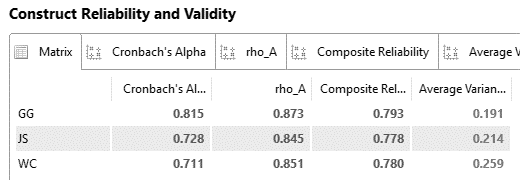 Construct Reliability and Validity
Matrix Cronbach's Alpha rho_A Composite Reliability Average V
Cronbach's Al... rho_A Composite Rel... Average Varian...
GG 0.815 0.873 0.793 0.191
JS 0.728 0.845 0.778 0.214
WC 0.711 0.851 0.780 0.259